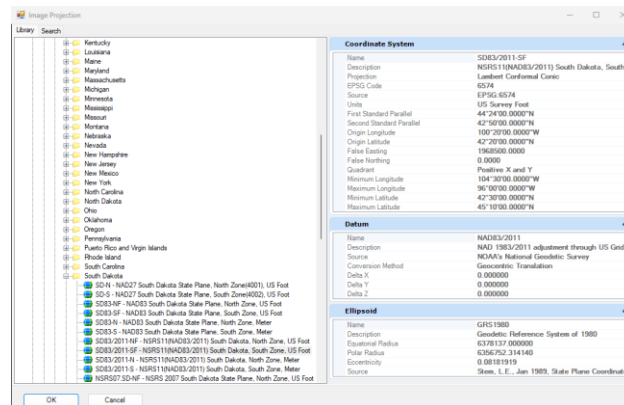 Image Projection
Library Search
Kentucky
Louisiana
Maine
Maryland
Massachusetts
Michigan
Minnesota
Mississippi
Missouri
Montana
Nebraska
Nevada
New Hampshire
New Jersey
New Mexico
New York
North Carolina
North Dakota
Ohio
Oklahoma
Oregon
Pennsylvania
Puerto Rico and Virgin Islands
Rhode Island
South Carolina
South Dakota
SD-N - NAD27 South Dakota State Plane, North Zone(4001), US Foot
SD-S - NAD27 South Dakota State Plane, South Zone(4002), US Foot
SD83-NF - NAD83 South Dakota State Plane, North Zone, US Foot
SD83-SF - NAD83 South Dakota State Plane, South Zone, US Foot
SD83-N - NAD83 South Dakota State Plane, North Zone, Meter
SD83-S - NAD83 South Dakota State Plane, South Zone, Meter
SD83/2011-NF - NSRS11(NAD83/2011) South Dakota, North Zone, US Foot
SD83/2011-SF - NSRS11(NAD83/2011) South Dakota, South Zone, US Foot
SD83/2011-N - NSRS11(NAD83/2011) South Dakota, North Zone, Meter
SD83/2011-S - NSRS11(NAD83/2011) South Dakota, South Zone, Meter
NSRS07.SD-NF - NSRS 2007 South Dakota State Plane, North Zone, US Foot
OK Cancel
Coordinate System
Name SD83/2011-SF
Description NSRS11(NAD83/2011) South Dakota, South
Projection Lambert Conformal Conic
EPSG Code 6574
Source EPSG:6574
Units US Survey Foot
First Standard Parallel 44°24'00.0000"N
Second Standard Parallel 42°50'00.0000"N
Origin Longitude 100°20'00.0000"W
Origin Latitude 42°20'00.0000"N
False Easting 1968500.0000
False Northing 0.0000
Quadrant Positive X and Y
Minimum Longitude 104°30'00.0000"W
Maximum Longitude 96°00'00.0000"W
Minimum Latitude 42°30'00.0000"N
Maximum Latitude 45°10'00.0000"N
Datum
Name NAD83/2011
Description NAD 1983/2011 adjustment through US Grid
Source NOAA's National Geodetic Survey
Conversion Method Geocentric Translation
Delta X 0.000000
Delta Y 0.000000
Delta Z 0.000000
Ellipsoid
Name GRS1980
Description Geodetic Reference System of 1980
Equatorial Radius 6378137.000000
Polar Radius 6356752.314140
Eccentricity 0.08181919
Source Stem, L.E., Jan 1989, State Plane Coordinat